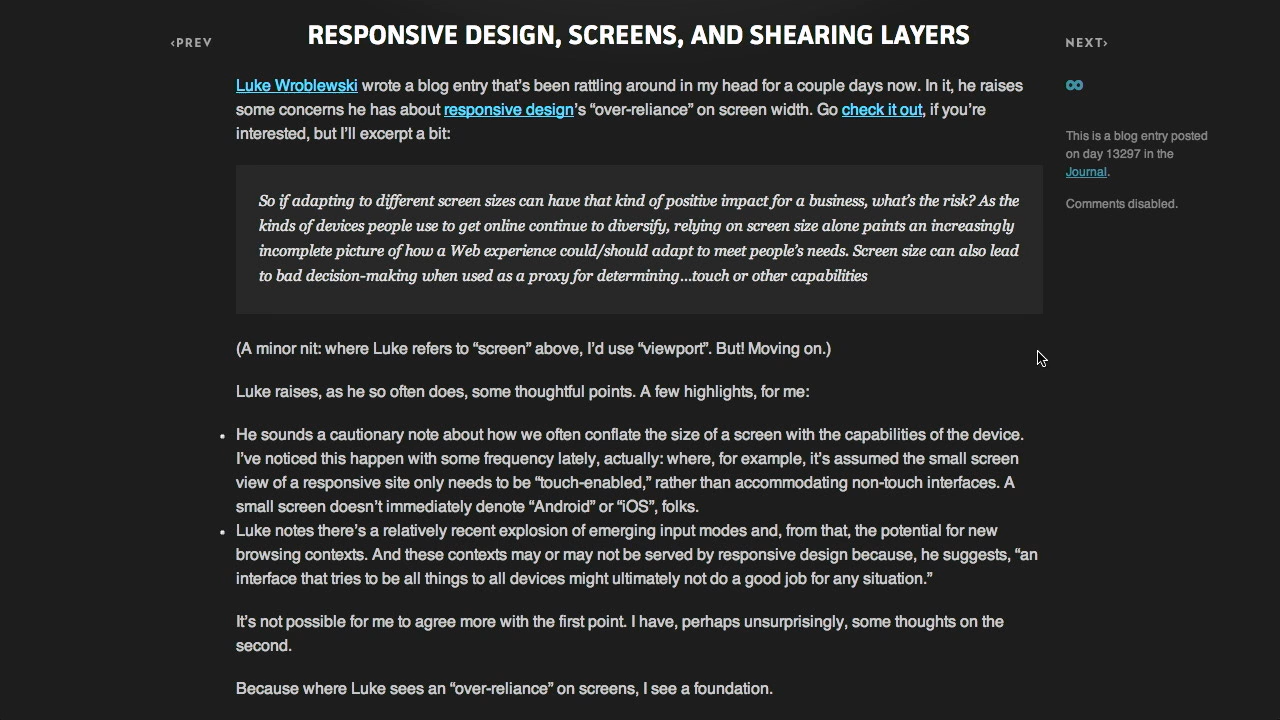 ‹PREV
RESPONSIVE DESIGN, SCREENS, AND SHEARING LAYERS
NEXT›
Luke Wroblewski wrote a blog entry that’s been rattling around in my head for a couple days now. In it, he raises
some concerns he has about responsive design’s “over-reliance” on screen width. Go check it out, if you’re
interested, but I’ll excerpt a bit:
So if adapting to different screen sizes can have that kind of positive impact for a business, what’s the risk? As the
kinds of devices people use to get online continue to diversify, relying on screen size alone paints an increasingly
incomplete picture of how a Web experience could/should adapt to meet people’s needs. Screen size can also lead
to bad decision-making when used as a proxy for determining…touch or other capabilities
(A minor nit: where Luke refers to “screen” above, I’d use “viewport”. But! Moving on.)
Luke raises, as he so often does, some thoughtful points. A few highlights, for me:
• He sounds a cautionary note about how we often conflate the size of a screen with the capabilities of the device.
I’ve noticed this happen with some frequency lately, actually: where, for example, it’s assumed the small screen
view of a responsive site only needs to be “touch-enabled,” rather than accommodating non-touch interfaces. A
small screen doesn’t immediately denote “Android” or “iOS”, folks.
• Luke notes there’s a relatively recent explosion of emerging input modes and, from that, the potential for new
browsing contexts. And these contexts may or may not be served by responsive design because, he suggests, “an
interface that tries to be all things to all devices might ultimately not do a good job for any situation.”
It’s not possible for me to agree more with the first point. I have, perhaps unsurprisingly, some thoughts on the
second.
Because where Luke sees an “over-reliance” on screens, I see a foundation.
∞
This is a blog entry posted
on day 13297 in the
Journal.
Comments disabled.